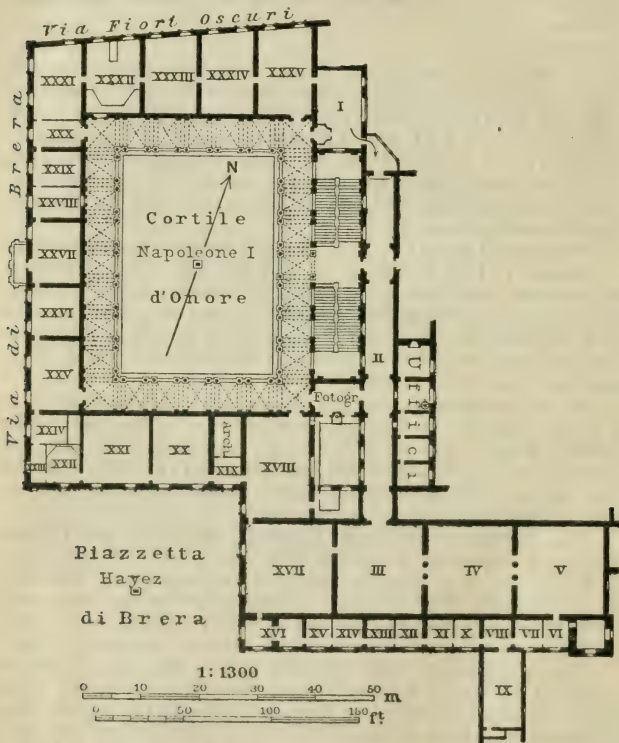 Via Fiori Oscuri
XXXI XXXII XXXIII XXXIV XXXV
I
Via di Brera
XXX
XXIX
XXVIII
XXVII
XXVI
XXV
N
Cortile
Napoleone I
d'Onore
II
Uffici
Fotogr.
XXIV
XXIII XXII XXI XX
Archi
XIX
XVIII
Piazzetta
Hayez
di Brera
XVII III IV V
XVI XV XIV XIII XII XI X VIII VII VI
IX
1:1300
0 10 20 30 40 50 m
0 50 100 150 ft.